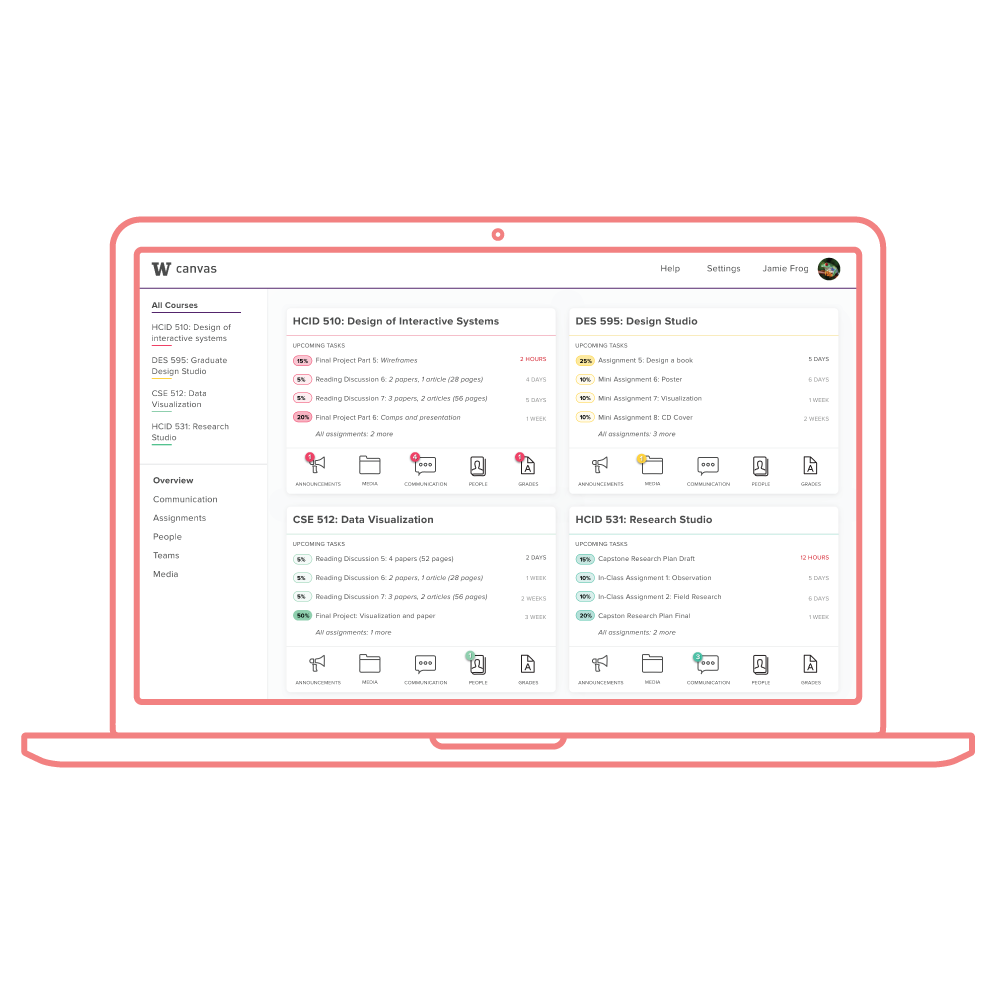 W canvas
Help Settings Jamie Frog
All Courses
HCID 510: Design of
interactive systems
DES 595: Graduate
Design Studio
CSE 512: Data
Visualization
HCID 531: Research
Studio
Overview
Communication
Assignments
People
Teams
Media
HCID 510: Design of Interactive Systems
UPCOMING TASKS
15% Final Project Part 5: Wireframes 2 HOURS
5% Reading Discussion 6: 2 papers, 1 article (28 pages) 4 DAYS
5% Reading Discussion 7: 3 papers, 2 articles (56 pages) 5 DAYS
20% Final Project Part 6: Comps and presentation 1 WEEK
All assignments: 2 more
1 4 1 A
ANNOUNCEMENTS MEDIA COMMUNICATION PEOPLE GRADES
DES 595: Design Studio
UPCOMING TASKS
25% Assignment 5: Design a book 5 DAYS
10% Mini Assignment 6: Poster 6 DAYS
10% Mini Assignment 7: Visualization 1 WEEK
10% Mini Assignment 8: CD Cover 2 WEEKS
All assignments: 3 more
A
ANNOUNCEMENTS MEDIA COMMUNICATION PEOPLE GRADES
CSE 512: Data Visualization
UPCOMING TASKS
5% Reading Discussion 5: 4 papers (52 pages) 2 DAYS
5% Reading Discussion 6: 2 papers, 1 article (28 pages) 1 WEEK
5% Reading Discussion 7: 3 papers, 2 articles (56 pages) 2 WEEKS
50% Final Project: Visualization and paper 3 WEEK
All assignments: 1 more
1 A
ANNOUNCEMENTS MEDIA COMMUNICATION PEOPLE GRADES
HCID 531: Research Studio
UPCOMING TASKS
15% Capstone Research Plan Draft 12 HOURS
10% In-Class Assignment 1: Observation 5 DAYS
10% In-Class Assignment 2: Field Research 6 DAYS
20% Capston Research Plan Final 1 WEEK
All assignments: 2 more
2 A
ANNOUNCEMENTS MEDIA COMMUNICATION PEOPLE GRADES